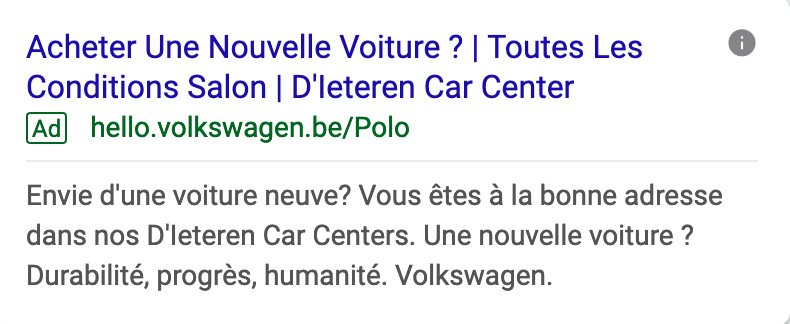 Acheter Une Nouvelle Voiture ? | Toutes Les
Conditions Salon | D'Ieteren Car Center
Ad hello.volkswagen.be/Polo
Envie d'une voiture neuve? Vous êtes à la bonne adresse
dans nos D'Ieteren Car Centers. Une nouvelle voiture ?
Durabilité, progrès, humanité. Volkswagen.